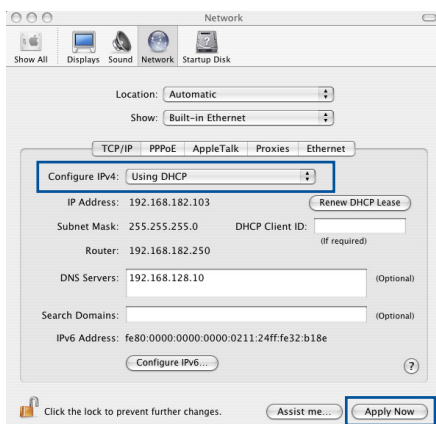 Network
Show All Displays Sound Network Startup Disk
Location: Automatic
Show: Built-in Ethernet
TCP/IP PPPoE AppleTalk Proxies Ethernet
Configure IPv4: Using DHCP
IP Address: 192.168.182.103 Renew DHCP Lease
Subnet Mask: 255.255.255.0 DHCP Client ID:
(If required)
Router: 192.168.182.250
DNS Servers: 192.168.128.10 (Optional)
Search Domains: (Optional)
IPv6 Address: fe80:0000:0000:0000:0211:24ff:fe32:b18e
Configure IPv6... ?
Click the lock to prevent further changes. Assist me... Apply Now